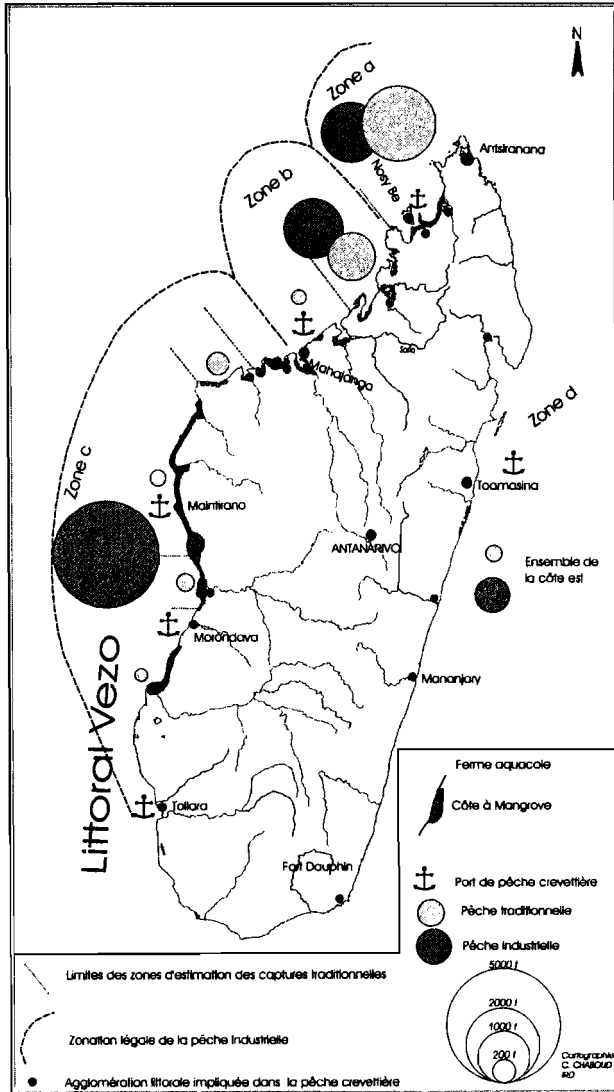 N
Zone a
Antsiranana
Nosy Be
Zone b
Mahajanga
Zone d
Zone c
Toamasina
Maintirano
ANTANARIVO
Ensemble de
la côte est
Morondava
Mananjary
Littoral Vezo
Toliara
Fort Dauphin
Ferme aquacole
Côte à Mangrove
Port de pêche crevettière
Pêche traditionnelle
Pêche industrielle
5000 t
2000 t
1000 t
200 t
Limites des zones d'estimation des captures traditionnelles
Zonation légale de la pêche industrielle
Cartographie
C. CHABOUD
IRD
Agglomération littorale impliquée dans la pêche crevettière